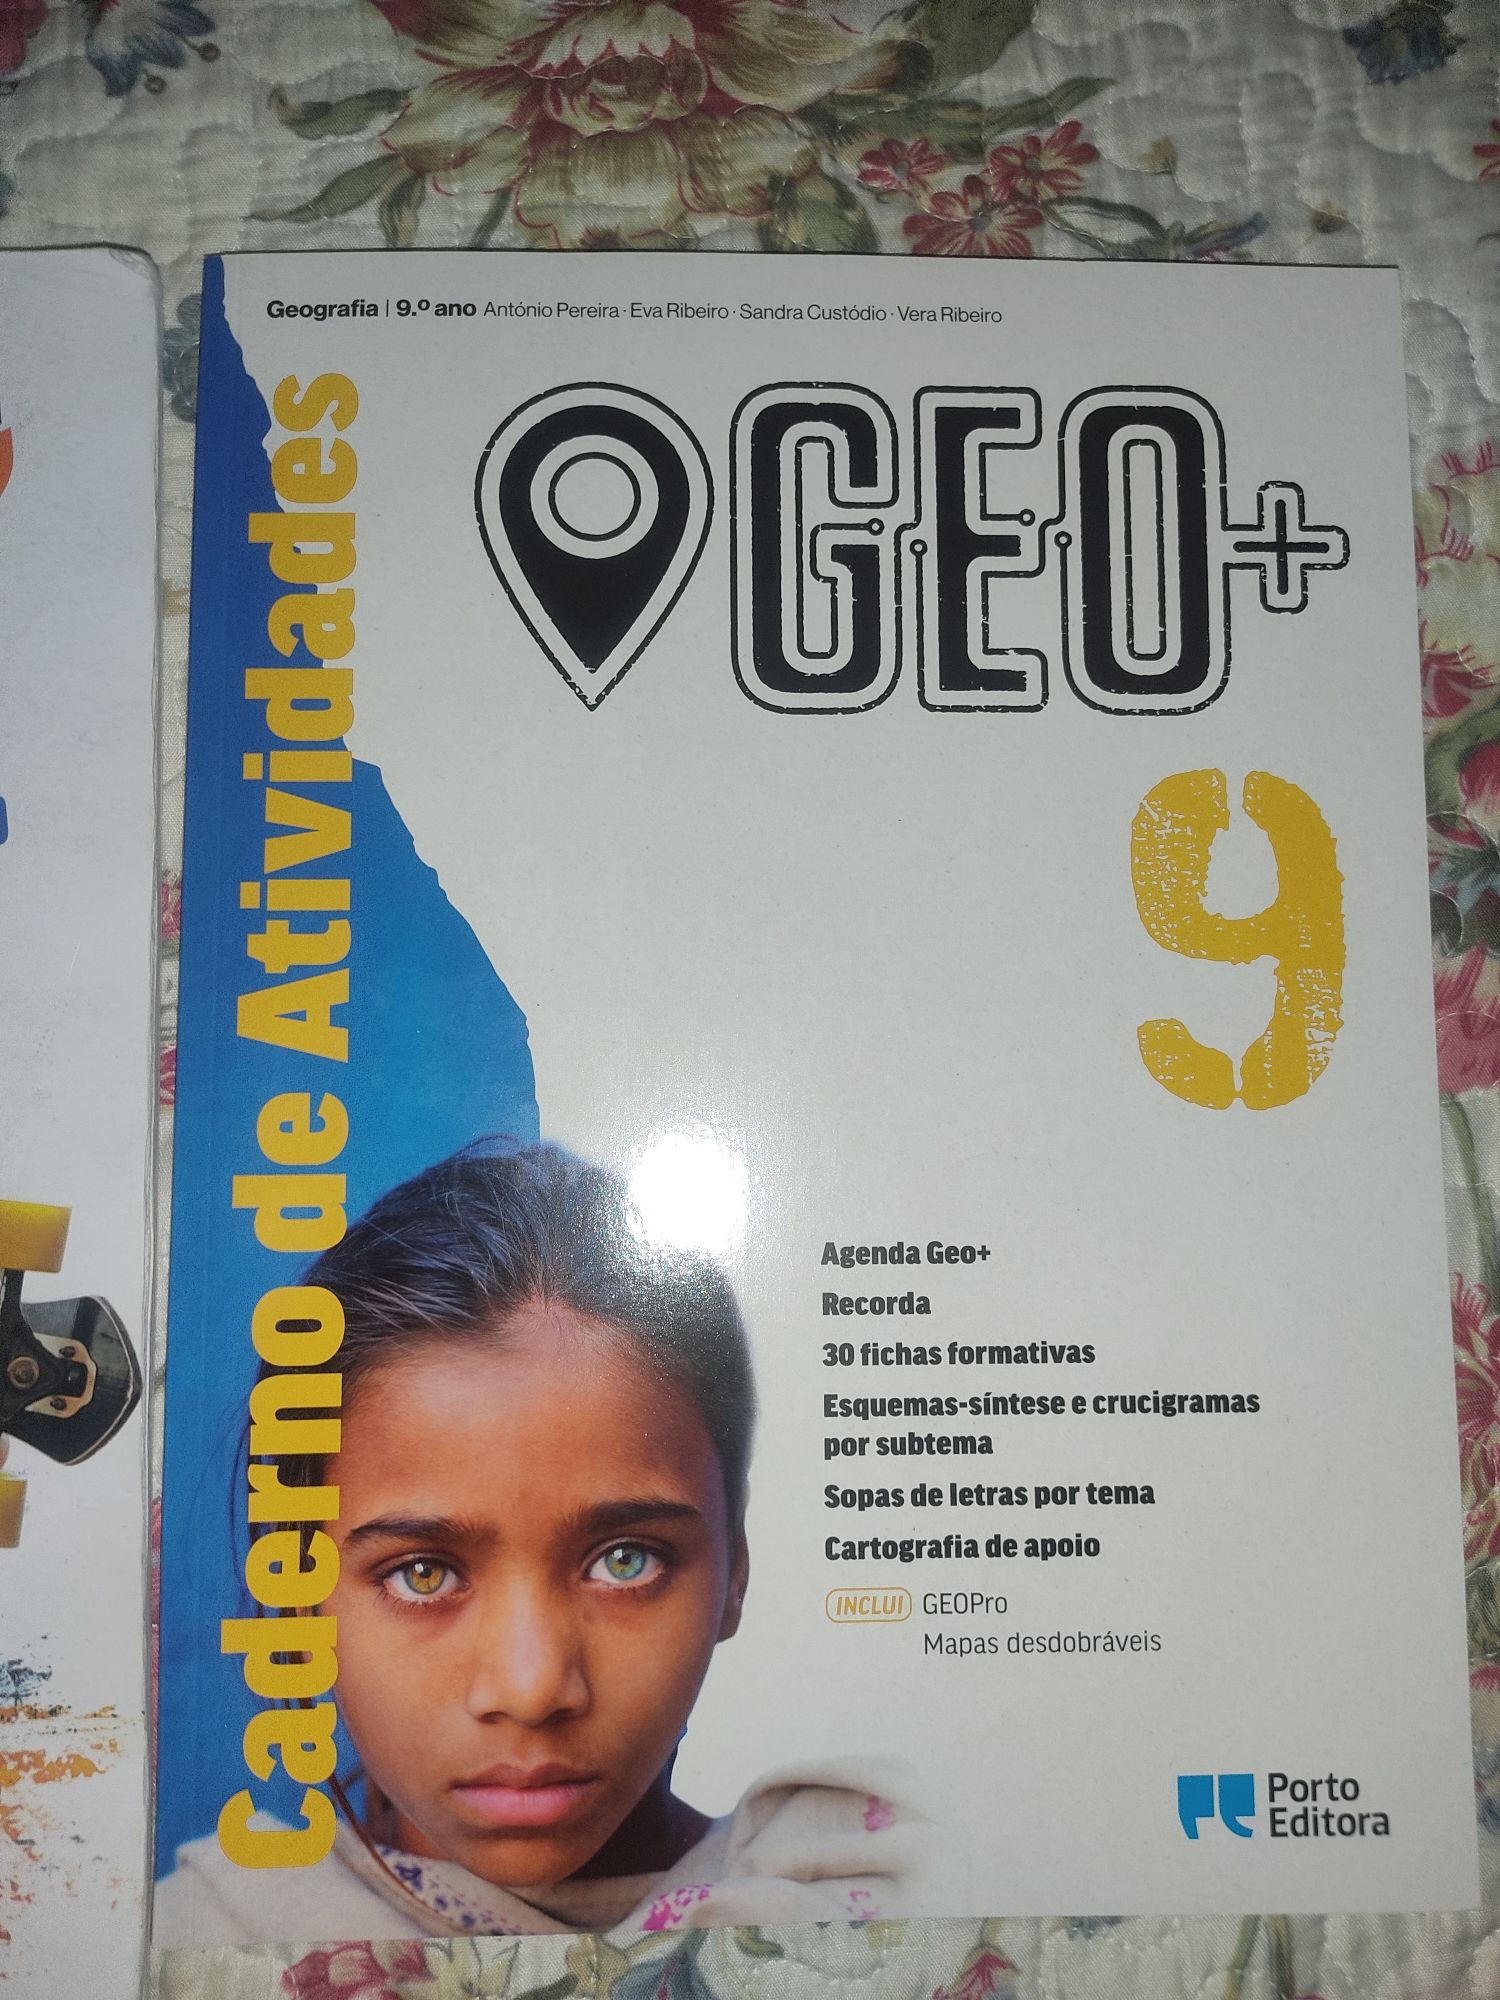 Geografia | 9.º ano António Pereira · Eva Ribeiro · Sandra Custódio · Vera Ribeiro
GEO+
9
Caderno de Atividades
Agenda Geo+
Recorda
30 fichas formativas
Esquemas-síntese e crucigramas
por subtema
Sopas de letras por tema
Cartografia de apoio
INCLUI GEOPro
Mapas desdobráveis
Porto
Editora